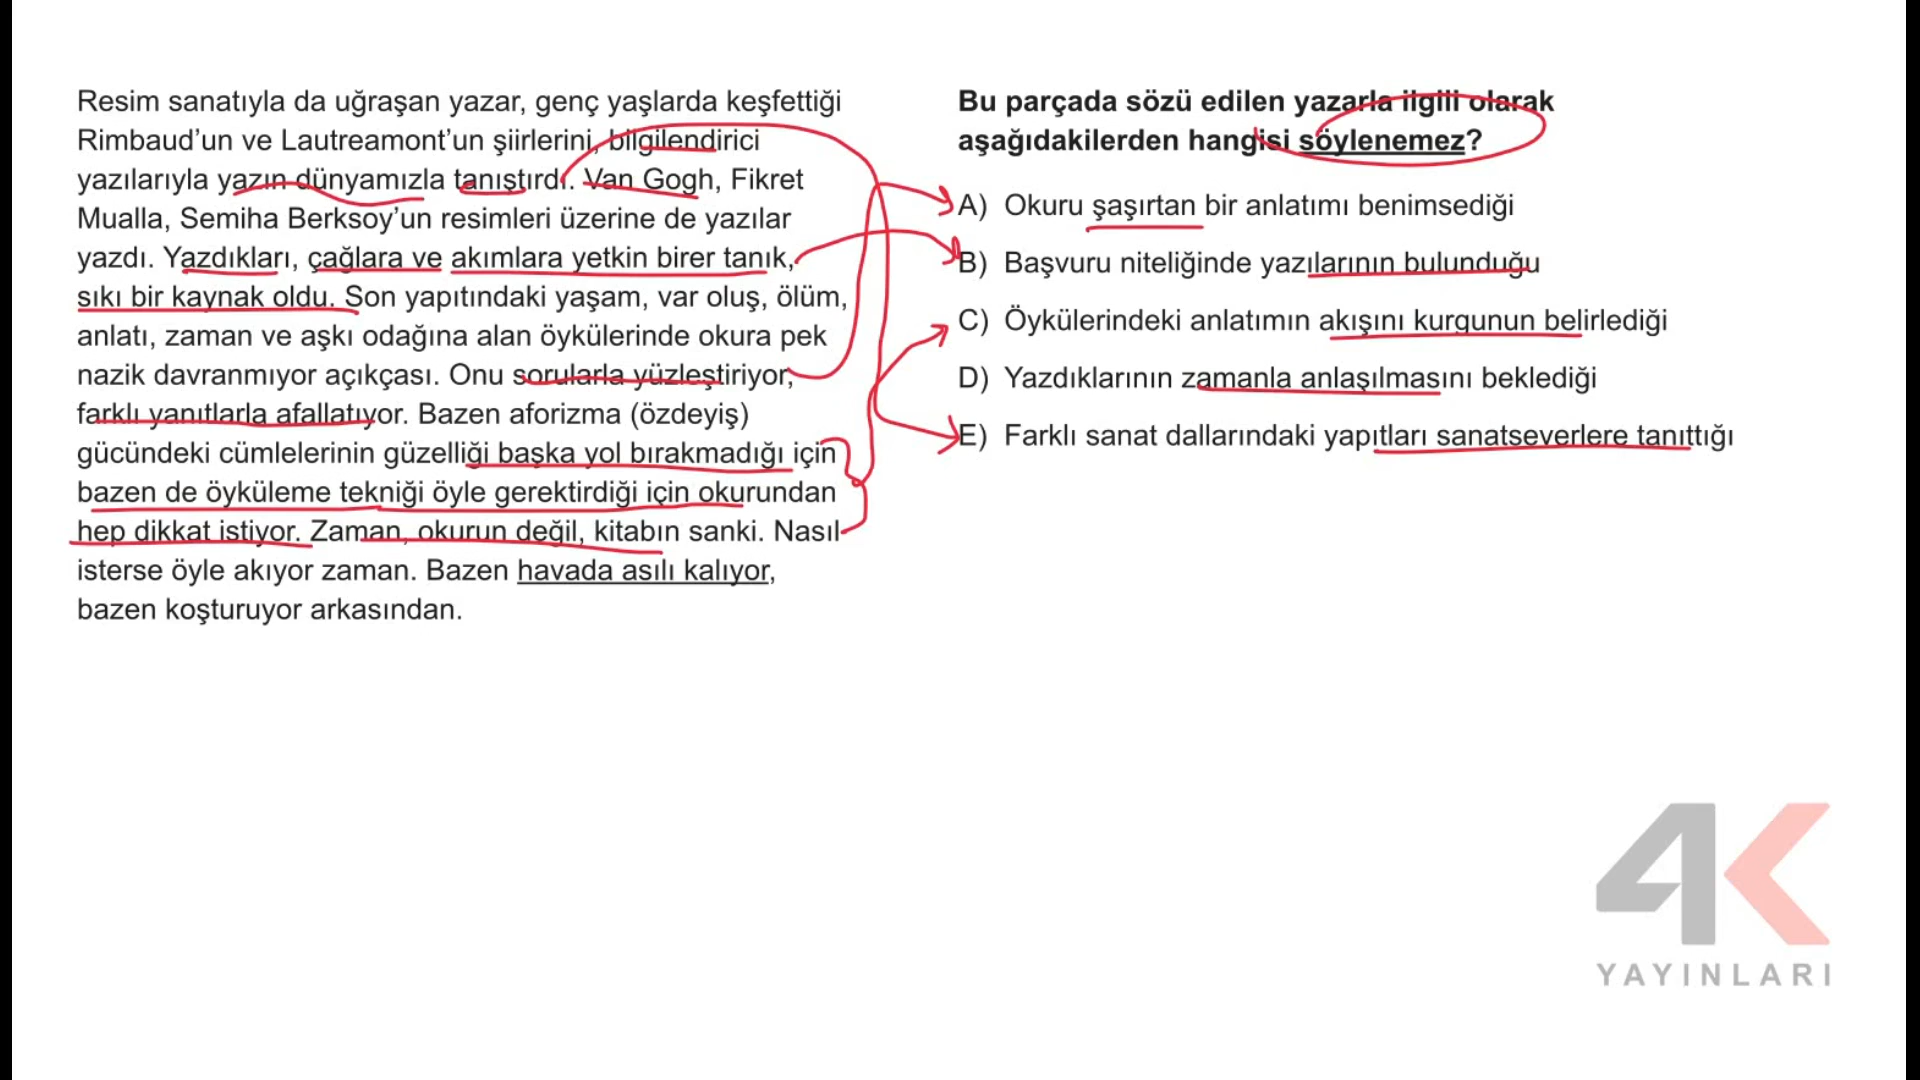 Resim sanatıyla da uğraşan yazar, genç yaşlarda keşfettiği
Rimbaud’un ve Lautreamont’un şiirlerini, bilgilendirici
yazılarıyla yazın dünyamızla tanıştırdı. Van Gogh, Fikret
Mualla, Semiha Berksoy’un resimleri üzerine de yazılar
yazdı. Yazdıkları, çağlara ve akımlara yetkin birer tanık,
sıkı bir kaynak oldu. Son yapıtındaki yaşam, var oluş, ölüm,
anlatı, zaman ve aşkı odağına alan öykülerinde okura pek
nazik davranmıyor açıkçası. Onu sorularla yüzleştiriyor,
farklı yanıtlarla afallatıyor. Bazen aforizma (özdeyiş)
gücündeki cümlelerinin güzelliği başka yol bırakmadığı için
bazen de öyküleme tekniği öyle gerektirdiği için okurundan
hep dikkat istiyor. Zaman, okurun değil, kitabın sanki. Nasıl
isterse öyle akıyor zaman. Bazen havada asılı kalıyor,
bazen koşturuyor arkasından.
Bu parçada sözü edilen yazarla ilgili olarak
aşağıdakilerden hangisi söylenemez?
A) Okuru şaşırtan bir anlatımı benimsediği
B) Başvuru niteliğinde yazılarının bulunduğu
C) Öykülerindeki anlatımın akışını kurgunun belirlediği
D) Yazdıklarının zamanla anlaşılmasını beklediği
E) Farklı sanat dallarındaki yapıtları sanatseverlere tanıttığı
4K
YAYINLARI